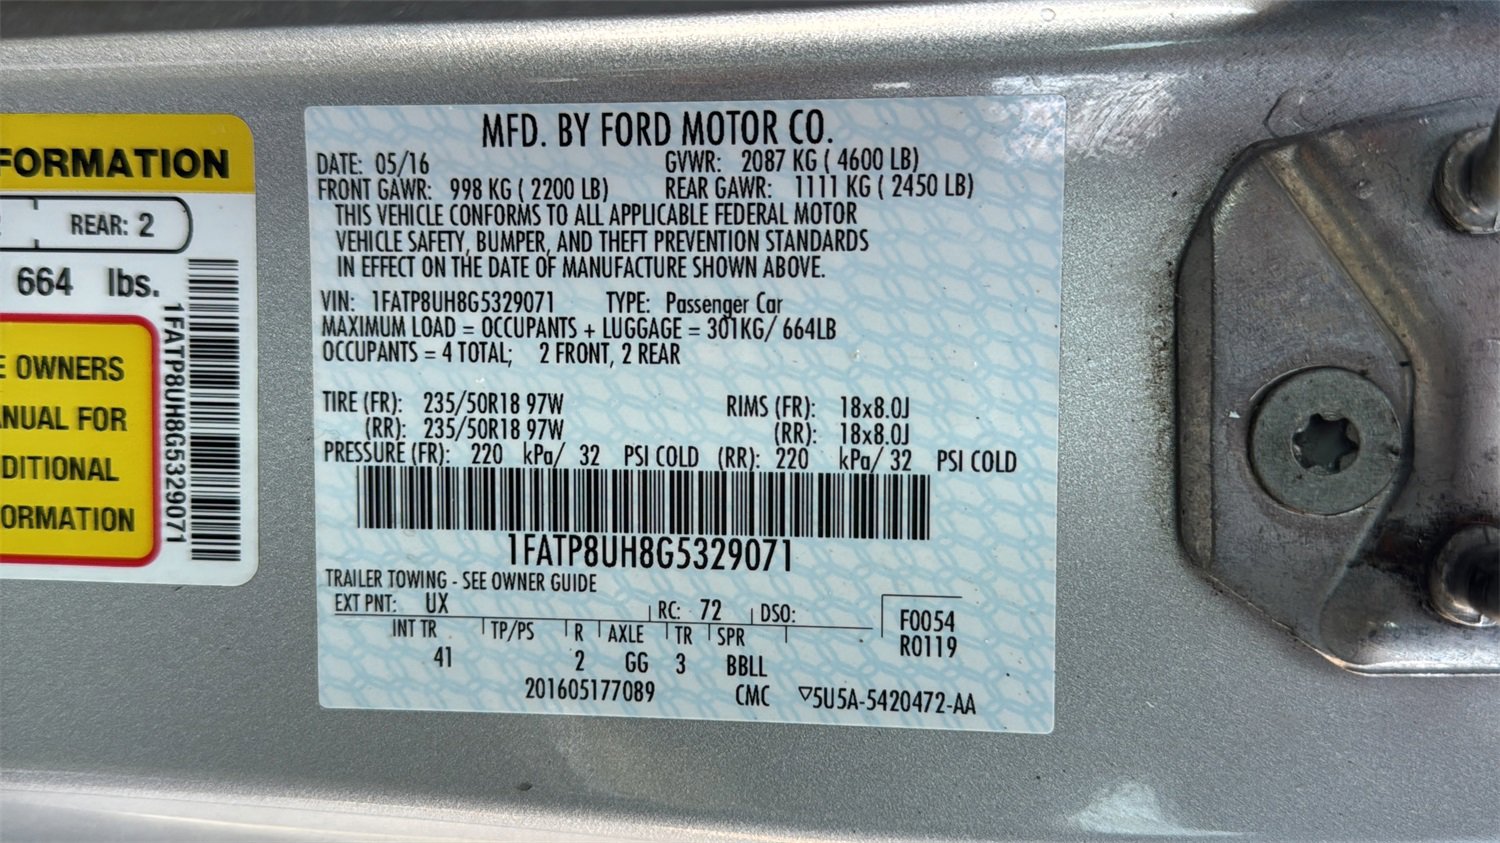 FORMATION
REAR: 2
664 lbs.
OWNERS
ANUAL FOR
DITIONAL
ORMATION
1FATP8UH8G5329071
MFD. BY FORD MOTOR CO.
DATE: 05/16 GVWR: 2087 KG ( 4600 LB)
FRONT GAWR: 998 KG ( 2200 LB) REAR GAWR: 1111 KG ( 2450 LB)
THIS VEHICLE CONFORMS TO ALL APPLICABLE FEDERAL MOTOR
VEHICLE SAFETY, BUMPER, AND THEFT PREVENTION STANDARDS
IN EFFECT ON THE DATE OF MANUFACTURE SHOWN ABOVE.
VIN: 1FATP8UH8G5329071 TYPE: Passenger Car
MAXIMUM LOAD = OCCUPANTS + LUGGAGE = 301KG/ 664LB
OCCUPANTS = 4 TOTAL; 2 FRONT, 2 REAR
TIRE (FR): 235/50R18 97W RIMS (FR): 18x8.0J
(RR): 235/50R18 97W (RR): 18x8.0J
PRESSURE (FR): 220 kPa/ 32 PSI COLD (RR): 220 kPa/ 32 PSI COLD
1FATP8UH8G5329071
TRAILER TOWING - SEE OWNER GUIDE
EXT PNT: UX RC: 72 DSO: F0054
INT TR TP/PS R AXLE TR SPR R0119
41 2 GG 3 BBLL
201605177089 CMC ▽5U5A-5420472-AA